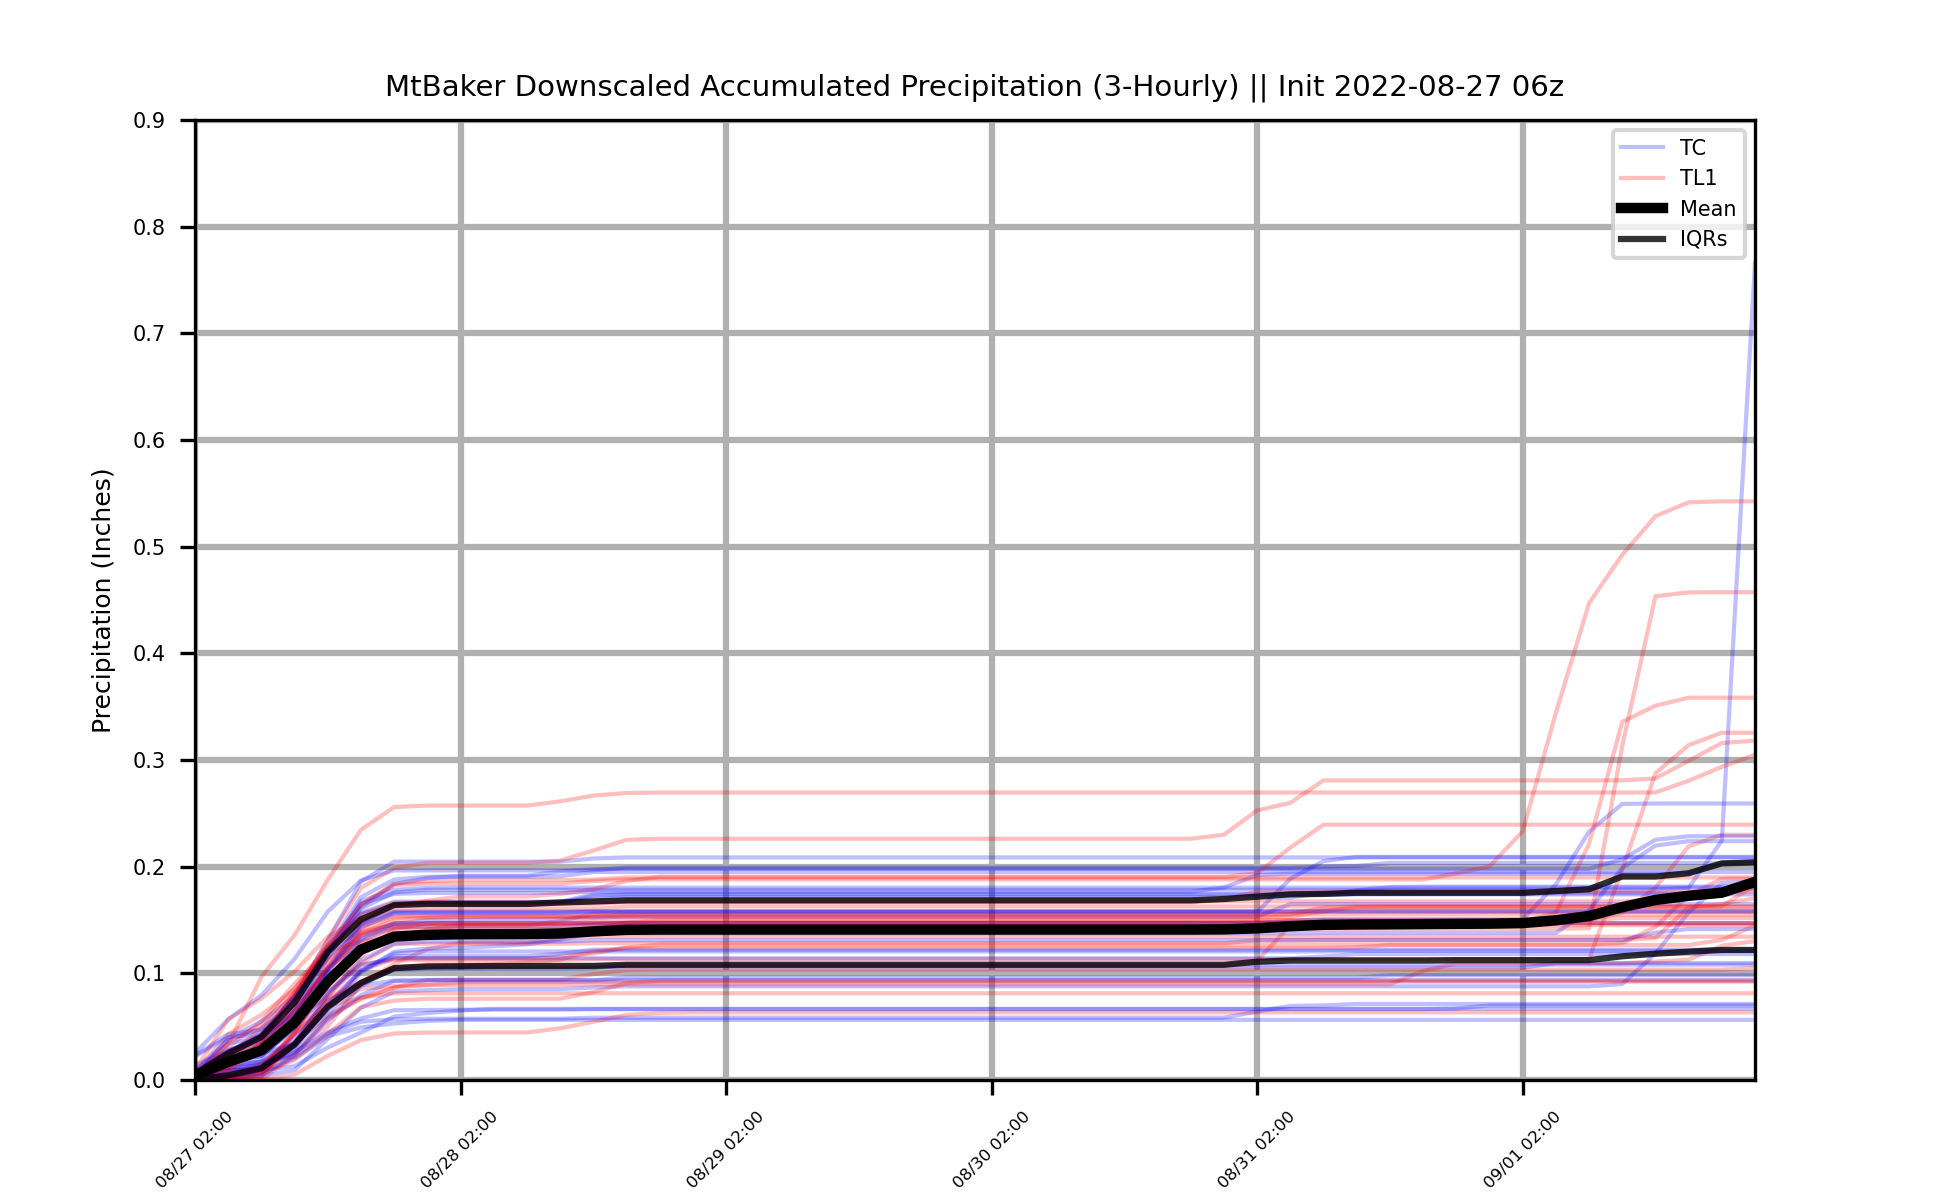 MtBaker Downscaled Accumulated Precipitation (3-Hourly) || Init 2022-08-27 06z
Precipitation (Inches)
0.9
0.8
0.7
0.6
0.5
0.4
0.3
0.2
0.1
0.0
TC
TL1
Mean
IQRs
08/27 02:00
08/28 02:00
08/29 02:00
08/30 02:00
08/31 02:00
09/01 02:00